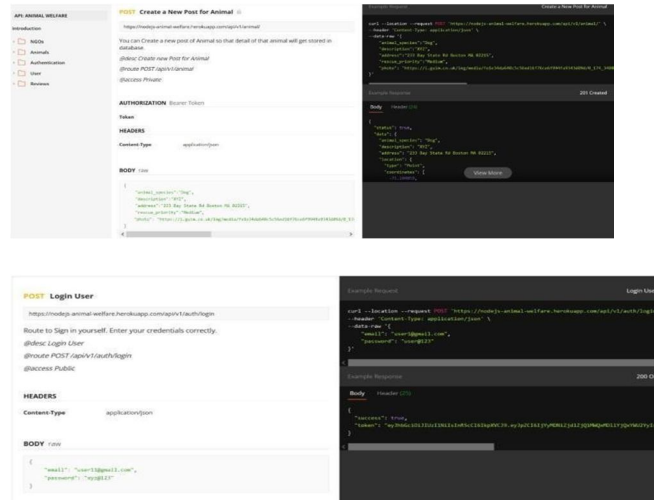 API: ANIMAL WELFARE
Introduction
NGOs
Animals
Authentication
User
Reviews
POST Create a New Post for Animal
https://nodejs-animal-welfare.herokuapp.com/api/v1/animal/
You can Create a new post of Animal so that detail of that animal will get stored in
database.
@desc Create new Post for Animal
@route POST /api/v1/animal
@access Private
AUTHORIZATION Bearer Token
Token
HEADERS
Content-Type application/json
BODY raw
{
"animal_species":"Dog",
"description":"XYZ",
"address":"233 Bay State Rd Boston MA 02215",
"rescue_priority":"Medium",
"photo":
}
Example Request Create a New Post for Animal
curl --location --request POST 'https://nodejs-animal-welfare.herokuapp.com/api/v1/animal/' \
--header 'Content-Type: application/json' \
--data-raw '{
"animal_species":"Dog",
"description":"XYZ",
"address":"233 Bay State Rd Boston MA 02215",
"rescue_priority":"Medium",
"photo":
}'
Example Response 201 Created
Body Header
{
"status": true,
"data": {
"animal_species": "Dog",
"description": "XYZ",
"address": "233 Bay State Rd Boston MA 02215",
"location": {
"type": "Point",
"coordinates": [
View More
POST Login User
https://nodejs-animal-welfare.herokuapp.com/api/v1/auth/login
Route to Sign in yourself. Enter your credentials correctly.
@desc Login User
@route POST /api/v1/auth/login
@access Public
HEADERS
Content-Type application/json
BODY raw
{
"email":
"password":
}
Example Request Login Use
curl --location --request POST 'https://nodejs-animal-welfare.herokuapp.com/api/v1/auth/login
--header 'Content-Type: application/json' \
--data-raw '{
"email":
"password": "user@123"
}'
Example Response 200 O
Body Header
{
"success": true,
"token":
}